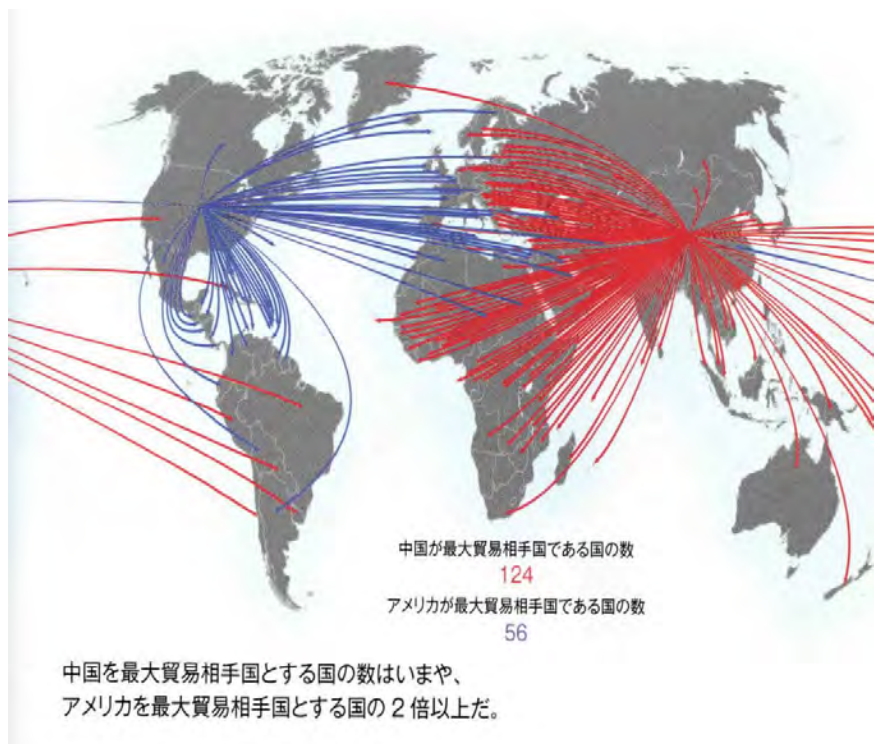 中国が最大貿易相手国である国の数
124
アメリカが最大貿易相手国である国の数
56
中国を最大貿易相手国とする国の数はいまや、
アメリカを最大貿易相手国とする国の2倍以上だ。